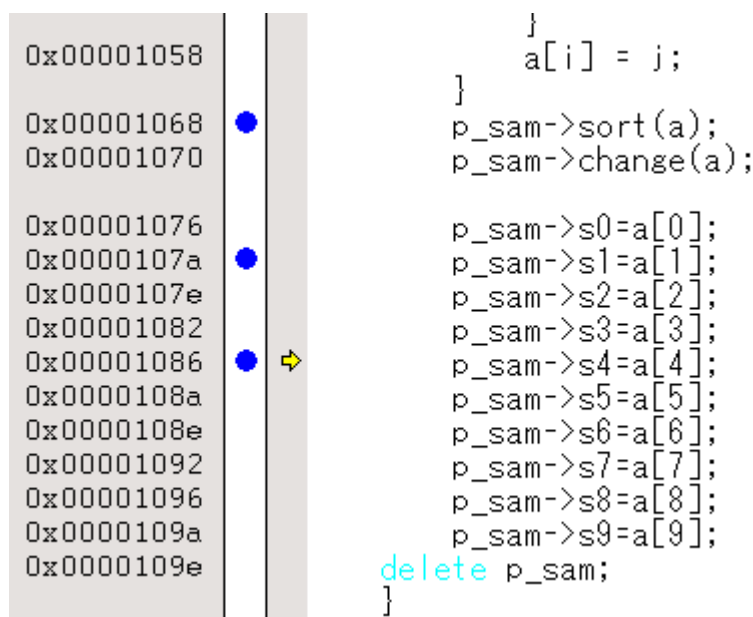 }
0x00001058 a[i] = j;
}
0x00001068 p_sam->sort(a);
0x00001070 p_sam->change(a);
0x00001076 p_sam->s0=a[0];
0x0000107a p_sam->s1=a[1];
0x0000107e p_sam->s2=a[2];
0x00001082 p_sam->s3=a[3];
0x00001086 p_sam->s4=a[4];
0x0000108a p_sam->s5=a[5];
0x0000108e p_sam->s6=a[6];
0x00001092 p_sam->s7=a[7];
0x00001096 p_sam->s8=a[8];
0x0000109a p_sam->s9=a[9];
0x0000109e delete p_sam;
}